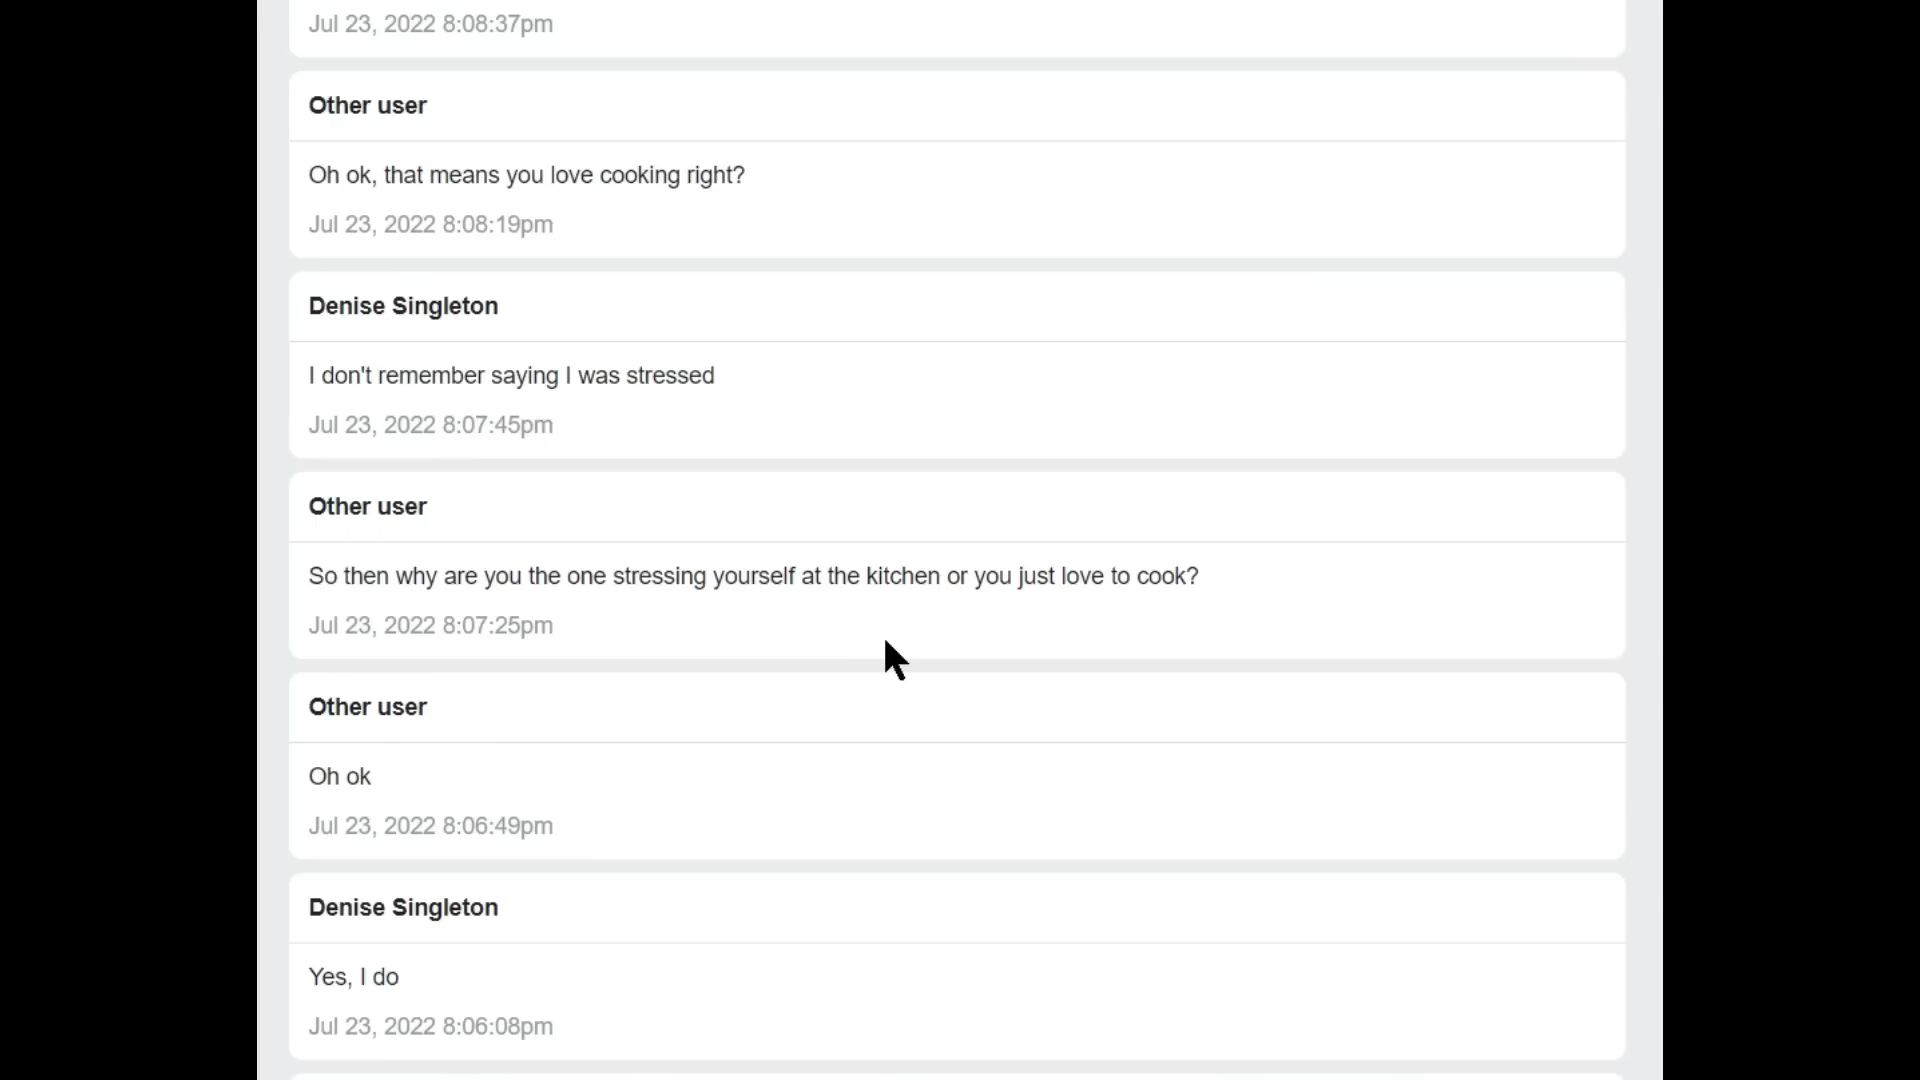 Jul 23, 2022 8:08:37pm
Other user
Oh ok, that means you love cooking right?
Jul 23, 2022 8:08:19pm
Denise Singleton
I don't remember saying I was stressed
Jul 23, 2022 8:07:45pm
Other user
So then why are you the one stressing yourself at the kitchen or you just love to cook?
Jul 23, 2022 8:07:25pm
Other user
Oh ok
Jul 23, 2022 8:06:49pm
Denise Singleton
Yes, I do
Jul 23, 2022 8:06:08pm